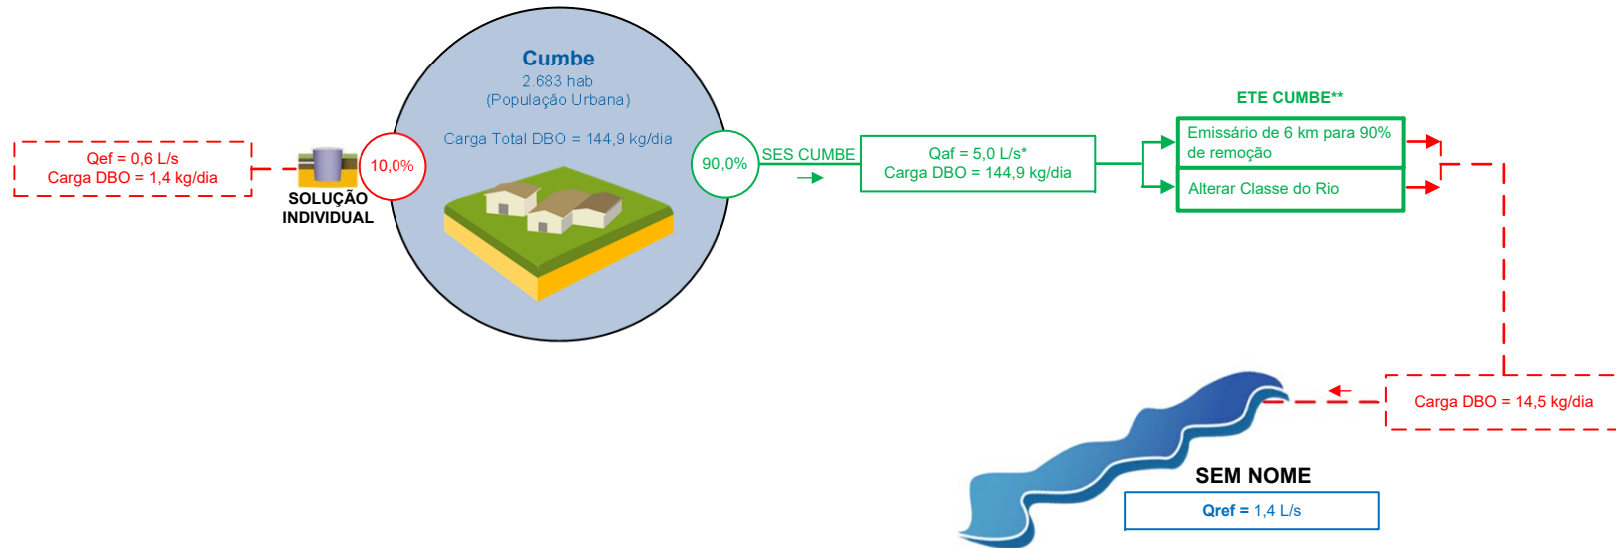 Cumbe
2.683 hab
(População Urbana)
Carga Total DBO = 144,9 kg/dia
Qef = 0,6 L/s
Carga DBO = 1,4 kg/dia
SOLUÇÃO
INDIVIDUAL
10,0%
90,0%
SES CUMBE
Qaf = 5,0 L/s*
Carga DBO = 144,9 kg/dia
ETE CUMBE**
Emissário de 6 km para 90%
de remoção
Alterar Classe do Rio
Carga DBO = 14,5 kg/dia
SEM NOME
Qref = 1,4 L/s